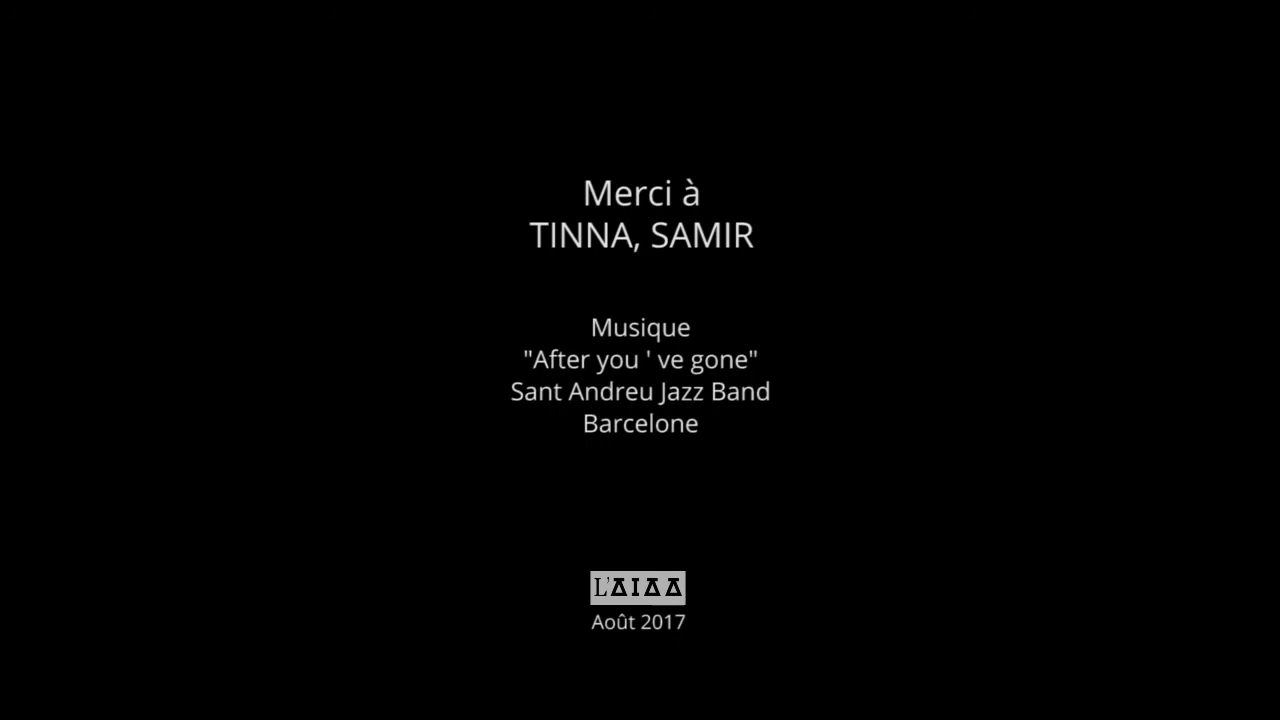 Merci à
TINNA, SAMIR
Musique
"After you ' ve gone"
Sant Andreu Jazz Band
Barcelone
L'AIAA
Août 2017